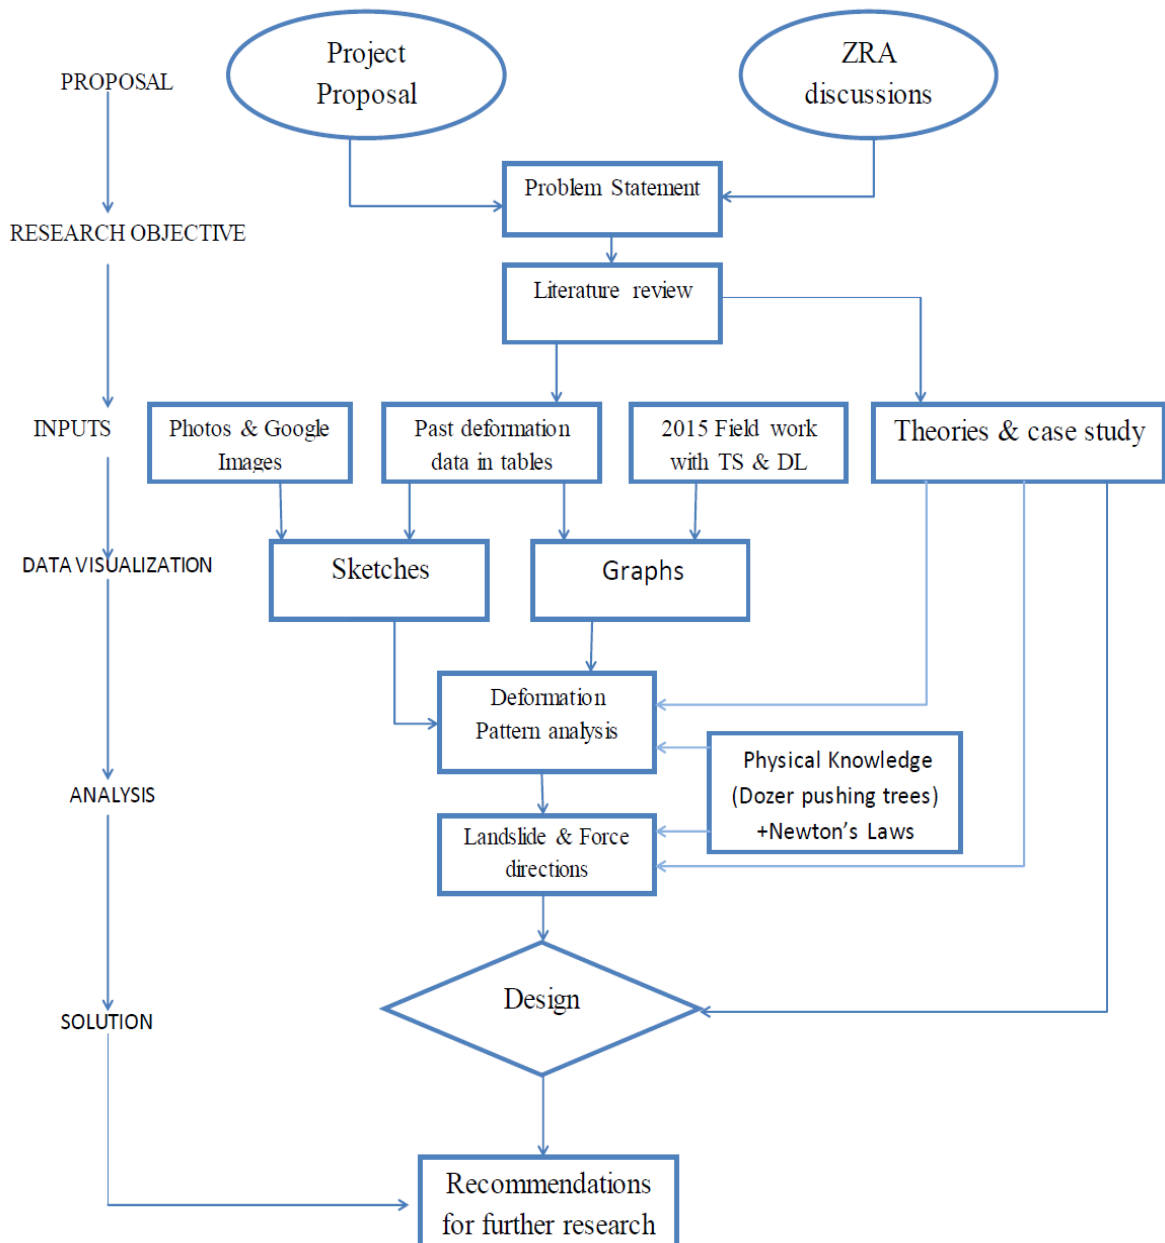 Project
Proposal
ZRA
discussions
PROPOSAL
Problem Statement
RESEARCH OBJECTIVE
Literature review
INPUTS
Photos & Google
Images
Past deformation
data in tables
2015 Field work
with TS & DL
Theories & case study
DATA VISUALIZATION
Sketches
Graphs
Deformation
Pattern analysis
Physical Knowledge
(Dozer pushing trees)
+Newton’s Laws
ANALYSIS
Landslide & Force
directions
Design
SOLUTION
Recommendations
for further research